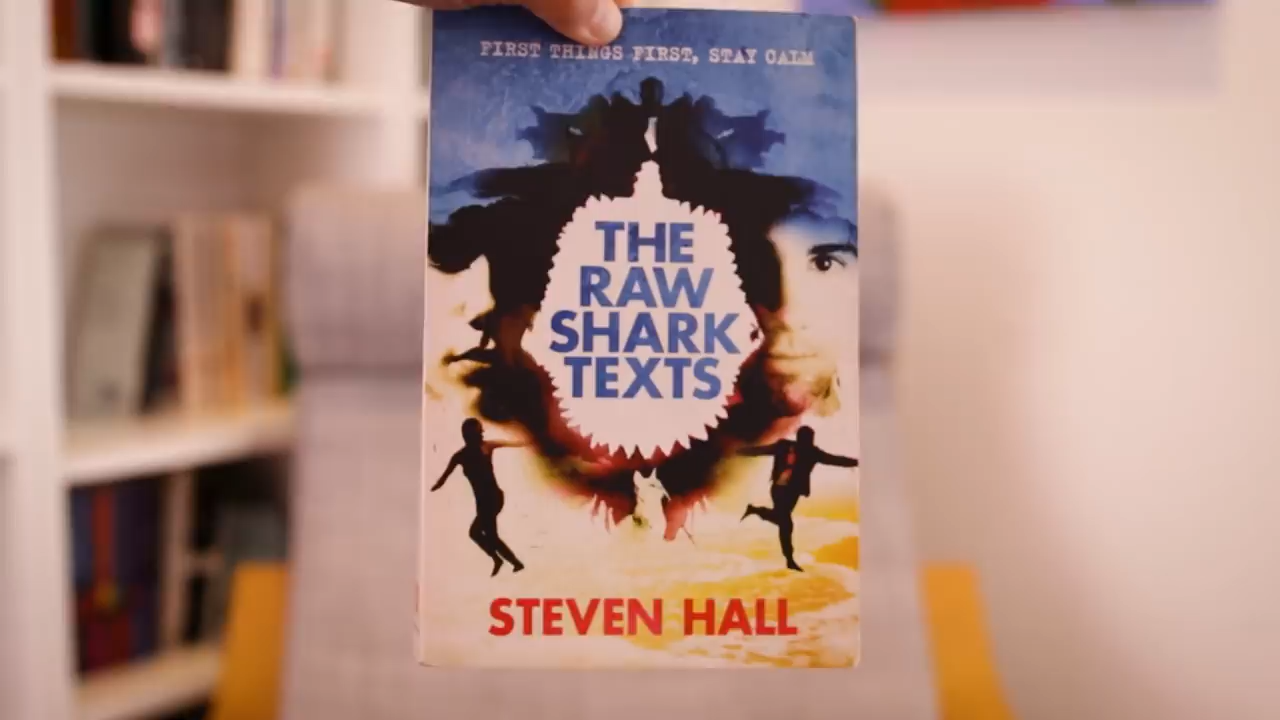 FIRST THINGS FIRST, STAY CALM
THE
RAW
SHARK
TEXTS
STEVEN HALL